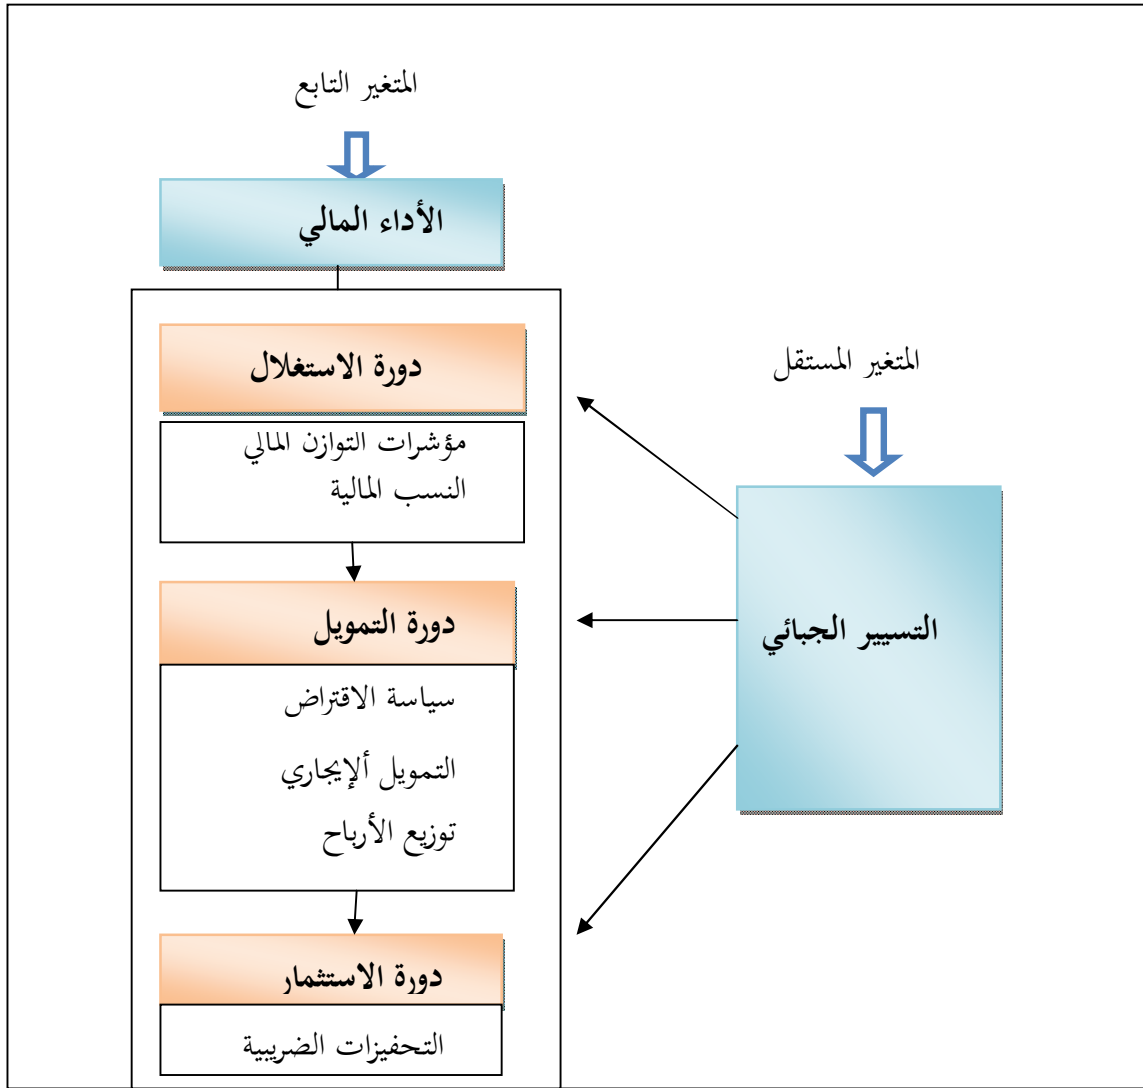 المتغير التابع
الأداء المالي
دورة الاستغلال
مؤشرات التوازن المالي
النسب المالية
دورة التمويل
سياسة الاقتراض
التمويل ألإيجاري
توزيع الأرباح
دورة الاستثمار
التحفيزات الضريبية
المتغير المستقل
التسيير الجبائي